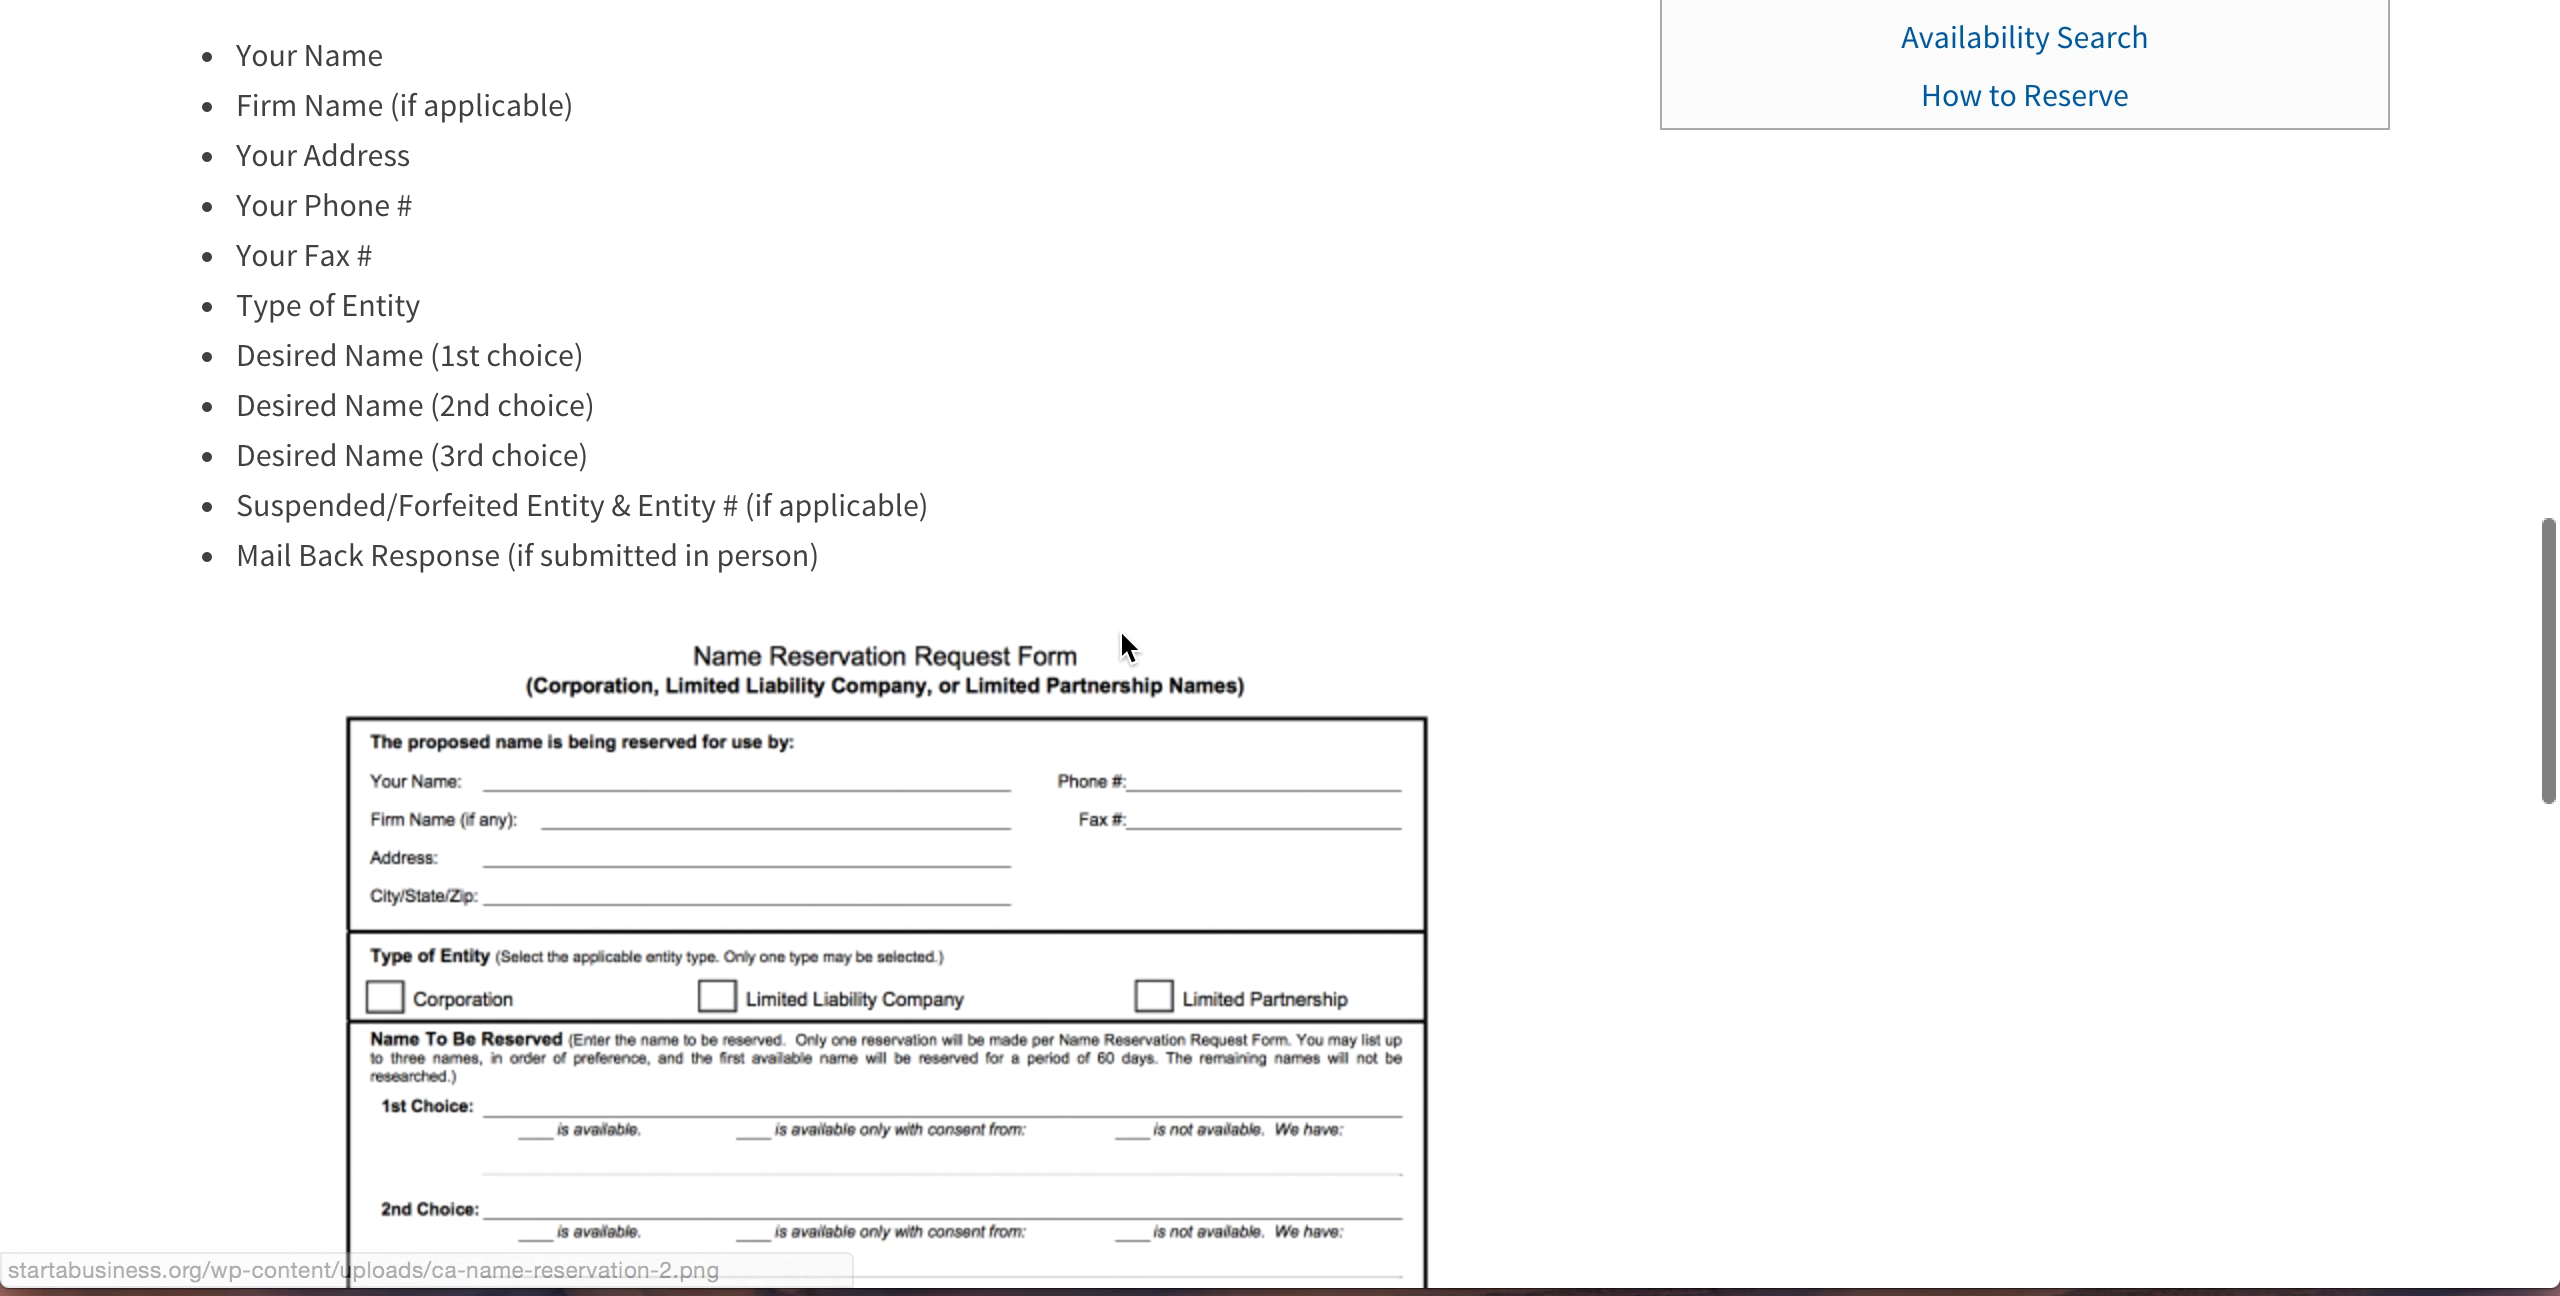 Your Name
Firm Name (if applicable)
Your Address
Your Phone #
Your Fax #
Type of Entity
Desired Name (1st choice)
Desired Name (2nd choice)
Desired Name (3rd choice)
Suspended/Forfeited Entity & Entity # (if applicable)
Mail Back Response (if submitted in person)
Availability Search
How to Reserve
Name Reservation Request Form
(Corporation, Limited Liability Company, or Limited Partnership Names)
The proposed name is being reserved for use by:
Your Name: Phone #:
Firm Name (if any): Fax #:
Address:
City/State/Zip:
Type of Entity (Select the applicable entity type. Only one type may be selected.)
Corporation Limited Liability Company Limited Partnership
Name To Be Reserved (Enter the name to be reserved. Only one reservation will be made per Name Reservation Request Form. You may list up
to three names, in order of preference, and the first available name will be reserved for a period of 60 days. The remaining names will not be
researched.)
1st Choice:
is available. is available only with consent from: is not available. We have:
2nd Choice:
is available. is available only with consent from: is not available. We have:
startabusiness.org/wp-content/uploads/ca-name-reservation-2.png